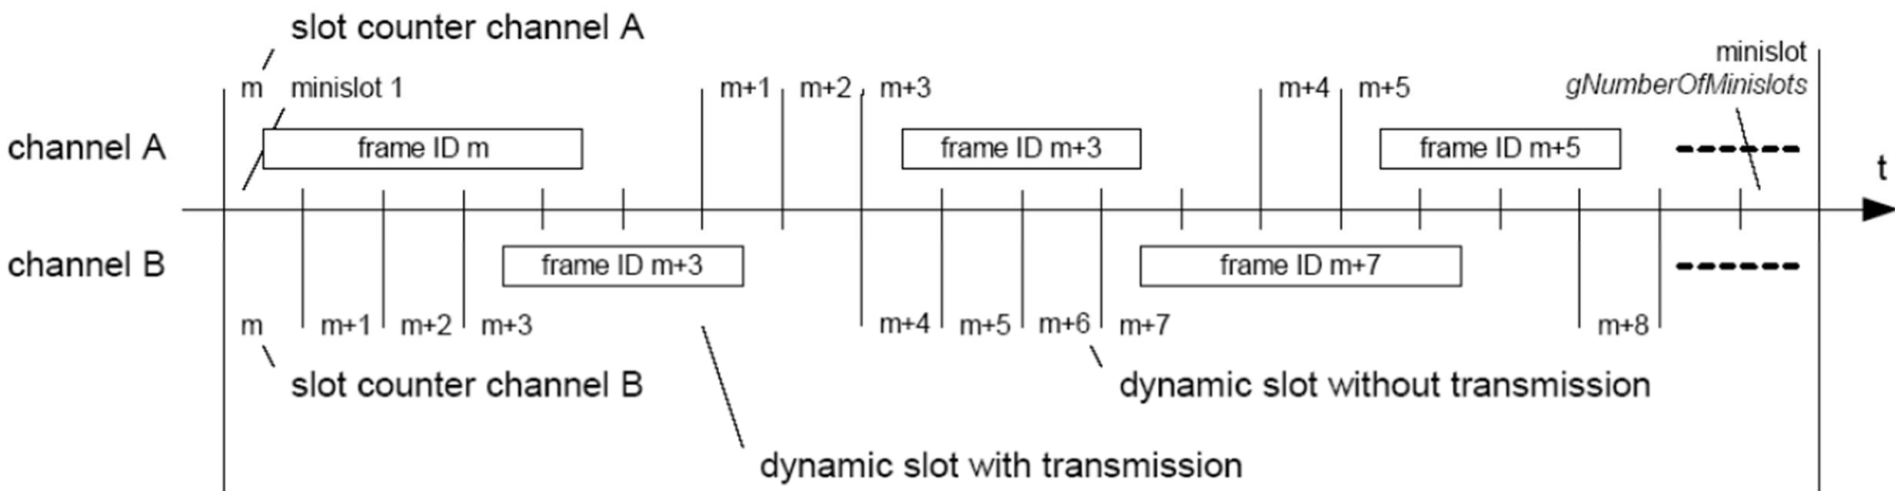 slot counter channel A
minislot
m minislot 1 m+1 m+2 m+3 m+4 m+5 gNumberOfMinislots
channel A frame ID m frame ID m+3 frame ID m+5
t
channel B frame ID m+3 frame ID m+7
m m+1 m+2 m+3 m+4 m+5 m+6 m+7 m+8
slot counter channel B dynamic slot without transmission
dynamic slot with transmission